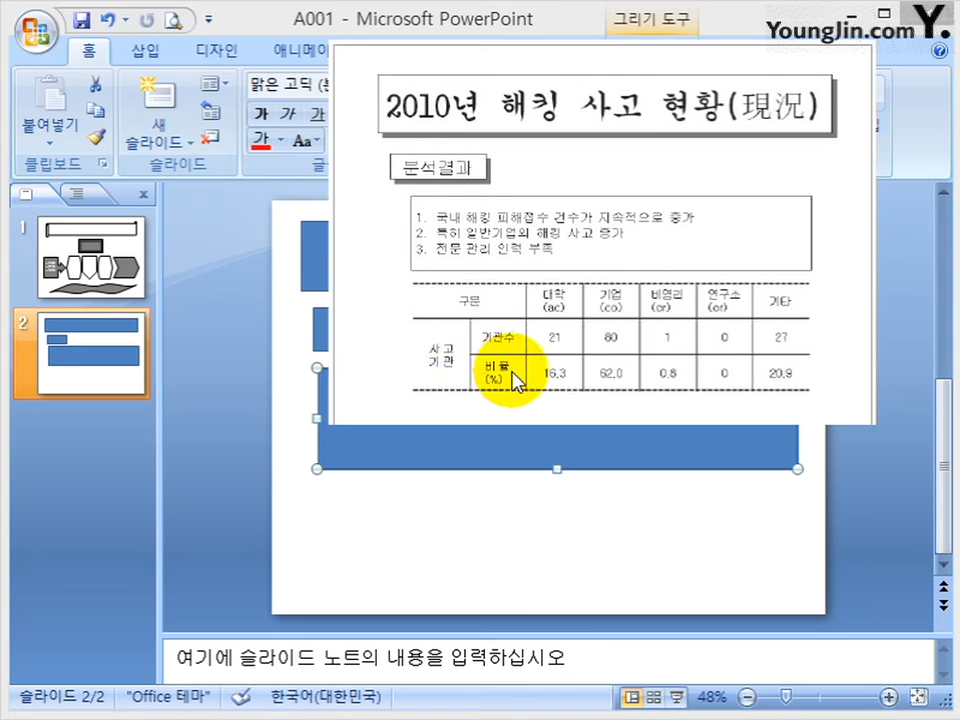 A001 - Microsoft PowerPoint
그리기 도구
YoungJin.com Y.
홈
삽입
디자인
애니메이
붙여넣기
클립보드
새
슬라이드
슬라이드
맑은 고딕
가
가
가
가
Aa
글
1
2
2010년 해킹 사고 현황(現況)
분석결과
1. 국내 해킹 피해접수 건수가 지속적으로 증가
2. 특히 일반기업의 해킹 사고 증가
3. 전문 관리 인력 부족
구문 대학 (ac) 기업 (co) 비영리 (or) 연구소 (or) 기타
사고 기관 기관수 21 80 1 0 27
비율 (%) 16.3 62.0 0.8 0 20.9
여기에 슬라이드 노트의 내용을 입력하십시오
슬라이드 2/2 "Office 테마" 한국어(대한민국) 48%